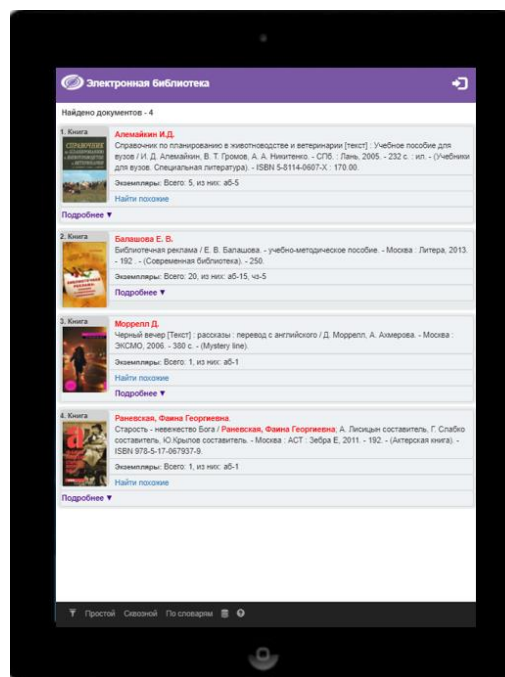 Электронная библиотека
Найдено документов - 4
1. Книга
СПРАВОЧНИК
Алемайкин И.Д.
Справочник по планированию в животноводстве и ветеринарии [текст] : Учебное пособие для
вузов / И. Д. Алемайкин, В. Т. Громов, А. А. Никитенко. - СПб. : Лань, 2005. - 232 с. : ил. - (Учебники
для вузов. Специальная литература). - ISBN 5-8114-0607-X : 170.00.
Экземпляры: Всего: 5, из них: аб-5
Найти похожие
Подробнее ▼
2. Книга
Балашова Е. В.
Библиотечная реклама / Е. В. Балашова. - учебно-методическое пособие. - Москва : Литера, 2013.
- 192 . - (Современная библиотека). - 250.
Экземпляры: Всего: 20, из них: аб-15, чз-5
Подробнее ▼
3. Книга
Моррелл Д.
Черный вечер [Текст] : рассказы : перевод с английского / Д. Моррелл, А. Ахмерова. - Москва :
ЭКСМО, 2006. - 380 с. - (Mystery line).
Экземпляры: Всего: 1, из них: аб-1
Найти похожие
Подробнее ▼
4. Книга
Раневская, Фаина Георгиевна.
Старость - невежество Бога / Раневская, Фаина Георгиевна; А. Лисицын составитель, Г. Слабко
составитель, Ю.Крылов составитель. - Москва : АСТ : Зебра Е, 2011. - 192. - (Актерская книга). -
ISBN 978-5-17-067937-9.
Экземпляры: Всего: 1, из них: аб-1
Найти похожие
Подробнее ▼
Простой Сквозной По словарям